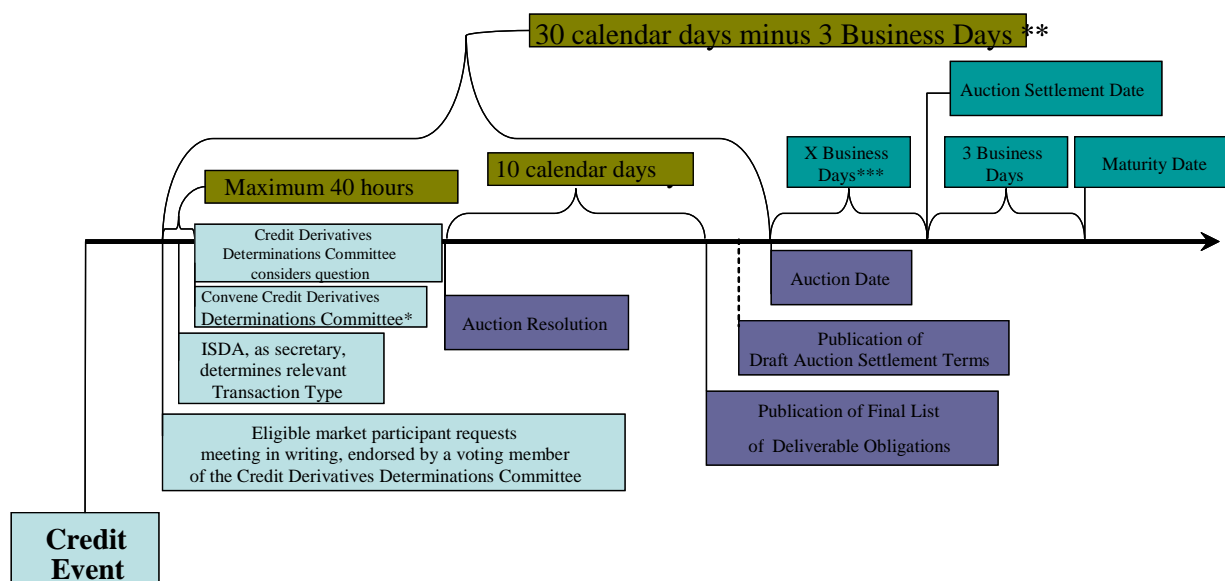 30 calendar days minus 3 Business Days **
Auction Settlement Date
X Business
Days***
3 Business
Days
Maturity Date
10 calendar days
Maximum 40 hours
Credit Derivatives
Determinations Committee
considers question
Convene Credit Derivatives
Determinations Committee*
ISDA, as secretary,
determines relevant
Transaction Type
Eligible market participant requests
meeting in writing, endorsed by a voting member
of the Credit Derivatives Determinations Committee
Credit
Event
Auction Resolution
Auction Date
Publication of
Draft Auction Settlement Terms
Publication of Final List
of Deliverable Obligations